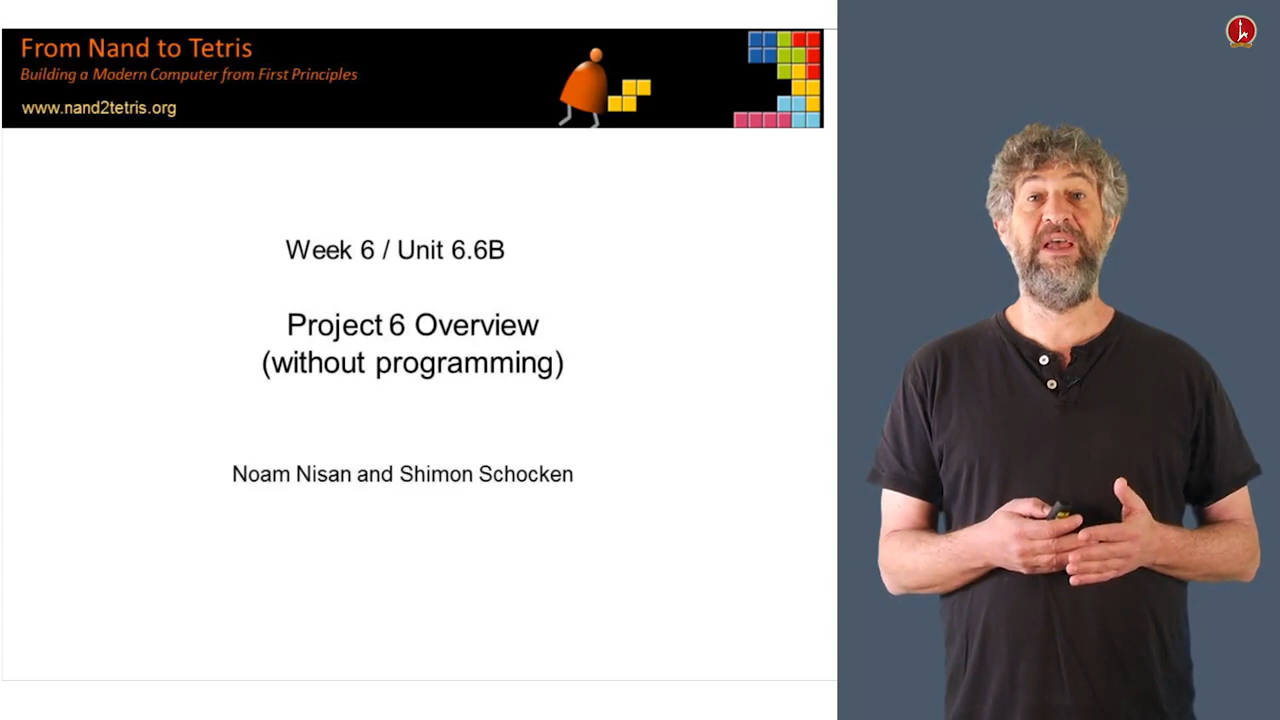 From Nand to Tetris
Building a Modern Computer from First Principles
www.nand2tetris.org
Week 6 / Unit 6.6B
Project 6 Overview
(without programming)
Noam Nisan and Shimon Schocken